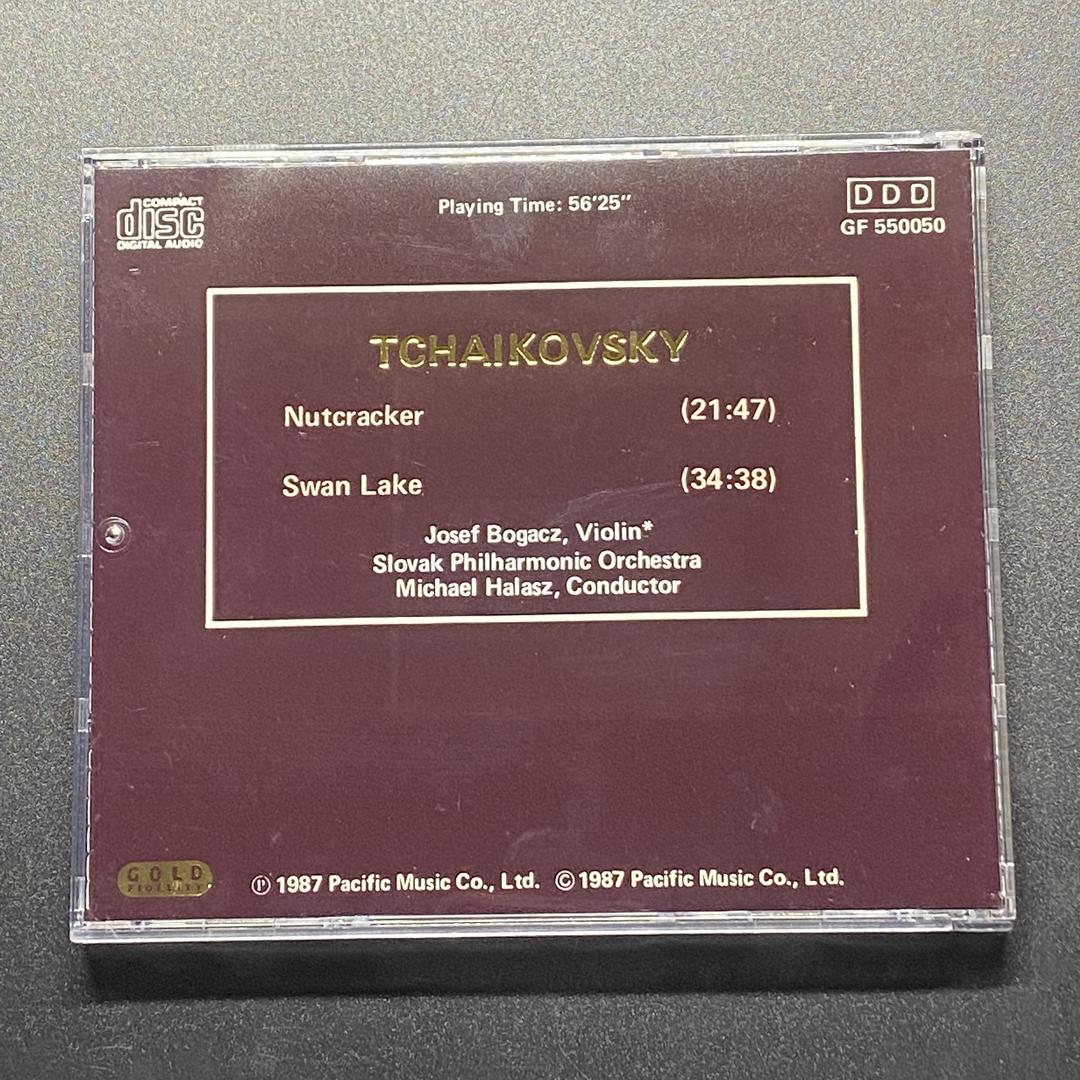 COMPACT
disc
DIGITAL AUDIO
Playing Time: 56'25"
DDD
GF 550050
TCHAIKOVSKY
Nutcracker (21:47)
Swan Lake (34:38)
Josef Bogacz, Violin*
Slovak Philharmonic Orchestra
Michael Halasz, Conductor
GOLD
FIDELITY
℗ 1987 Pacific Music Co., Ltd. © 1987 Pacific Music Co., Ltd.